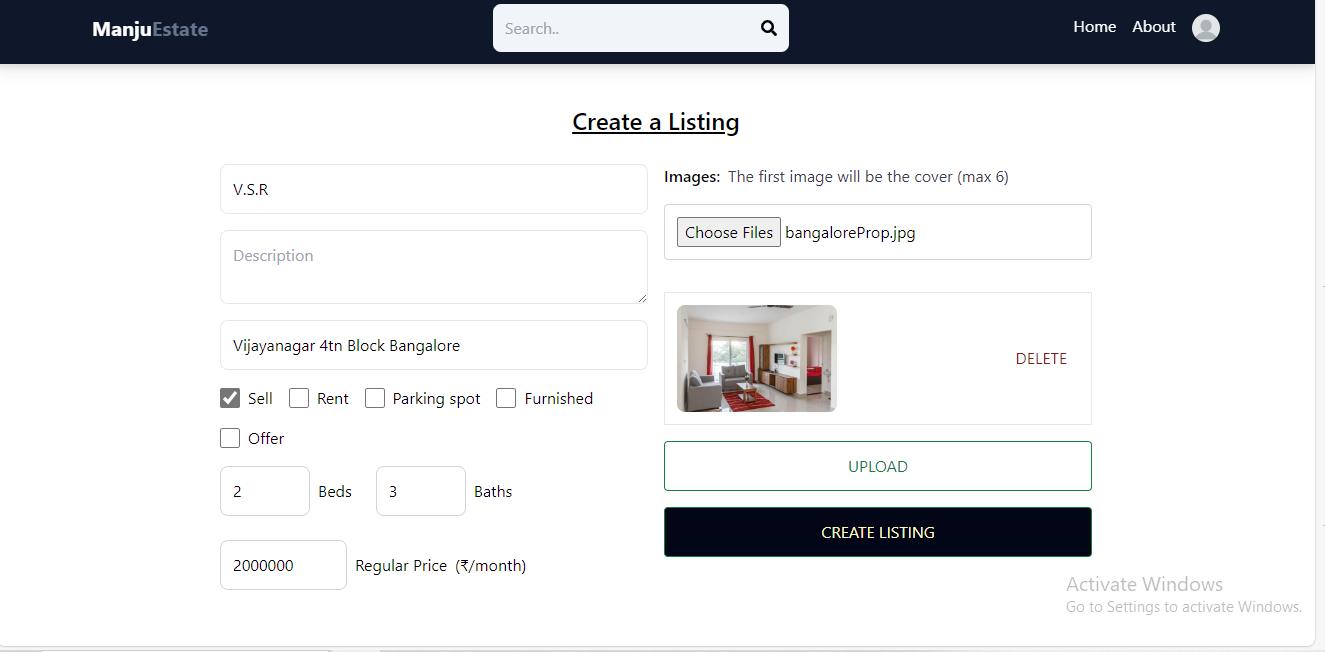 ManjuEstate
Search..
Home About
Create a Listing
V.S.R
Description
Vijayanagar 4tn Block Bangalore
Sell Rent Parking spot Furnished
Offer
2 Beds 3 Baths
2000000 Regular Price (₹/month)
Images: The first image will be the cover (max 6)
Choose Files bangaloreProp.jpg
DELETE
UPLOAD
CREATE LISTING
Activate Windows
Go to Settings to activate Windows.